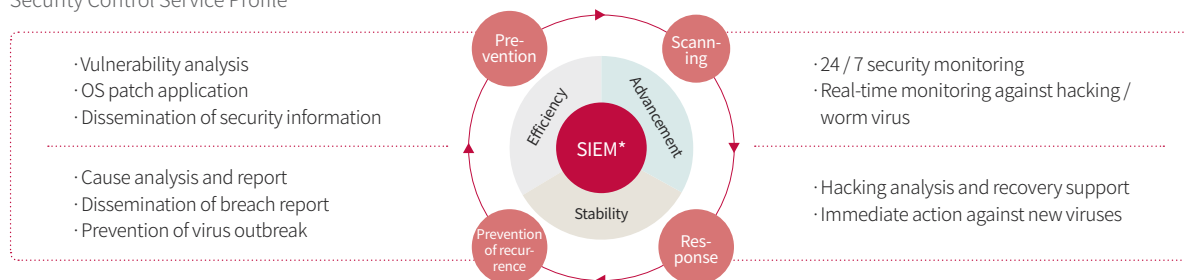 Security Control Service Profile
· Vulnerability analysis
· OS patch application
· Dissemination of security information
· Cause analysis and report
· Dissemination of breach report
· Prevention of virus outbreak
Pre-
vention
Scann-
ing
Efficiency
Advancement
SIEM*
Stability
Prevention
of recur-
rence
Res-
ponse
· 24 / 7 security monitoring
· Real-time monitoring against hacking /
worm virus
· Hacking analysis and recovery support
· Immediate action against new viruses